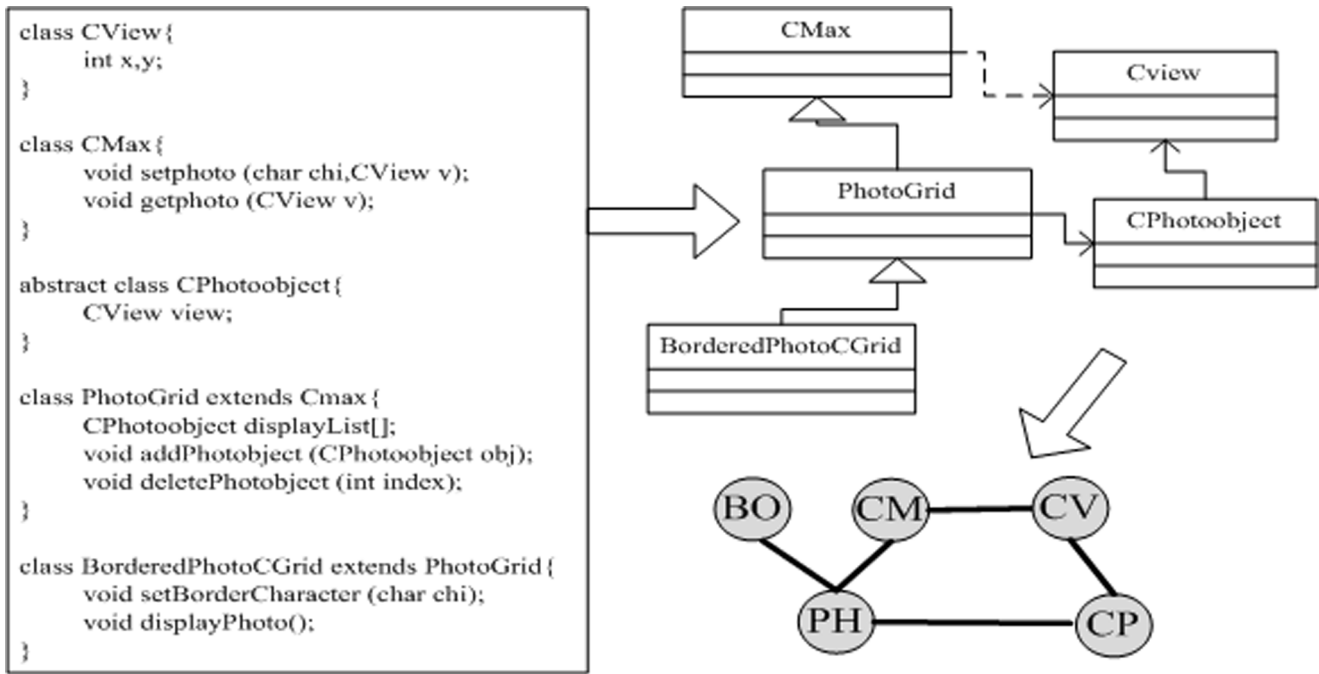 class CView{
int x,y;
}
class CMax{
void setphoto (char chi,CView v);
void getphoto (CView v);
}
abstract class CPhotoobject{
CView view;
}
class PhotoGrid extends Cmax{
CPhotoobject displayList[];
void addPhotobject (CPhotoobject obj);
void deletePhotobject (int index);
}
class BorderedPhotoCGrid extends PhotoGrid{
void setBorderCharacter (char chi);
void displayPhoto();
}
CMax
Cview
PhotoGrid
CPhotoobject
BorderedPhotoCGrid
BO
CM
CV
PH
CP